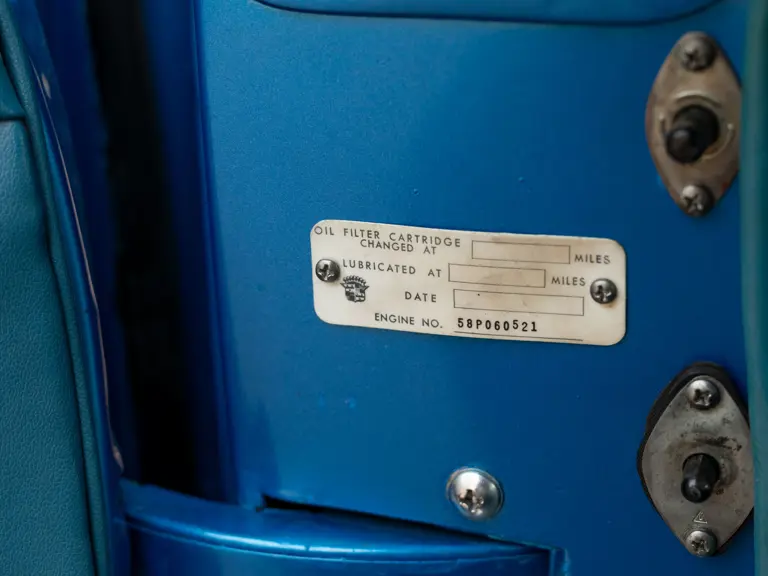 OIL FILTER CARTRIDGE
CHANGED AT MILES
LUBRICATED AT MILES
DATE
ENGINE NO. 58P060521